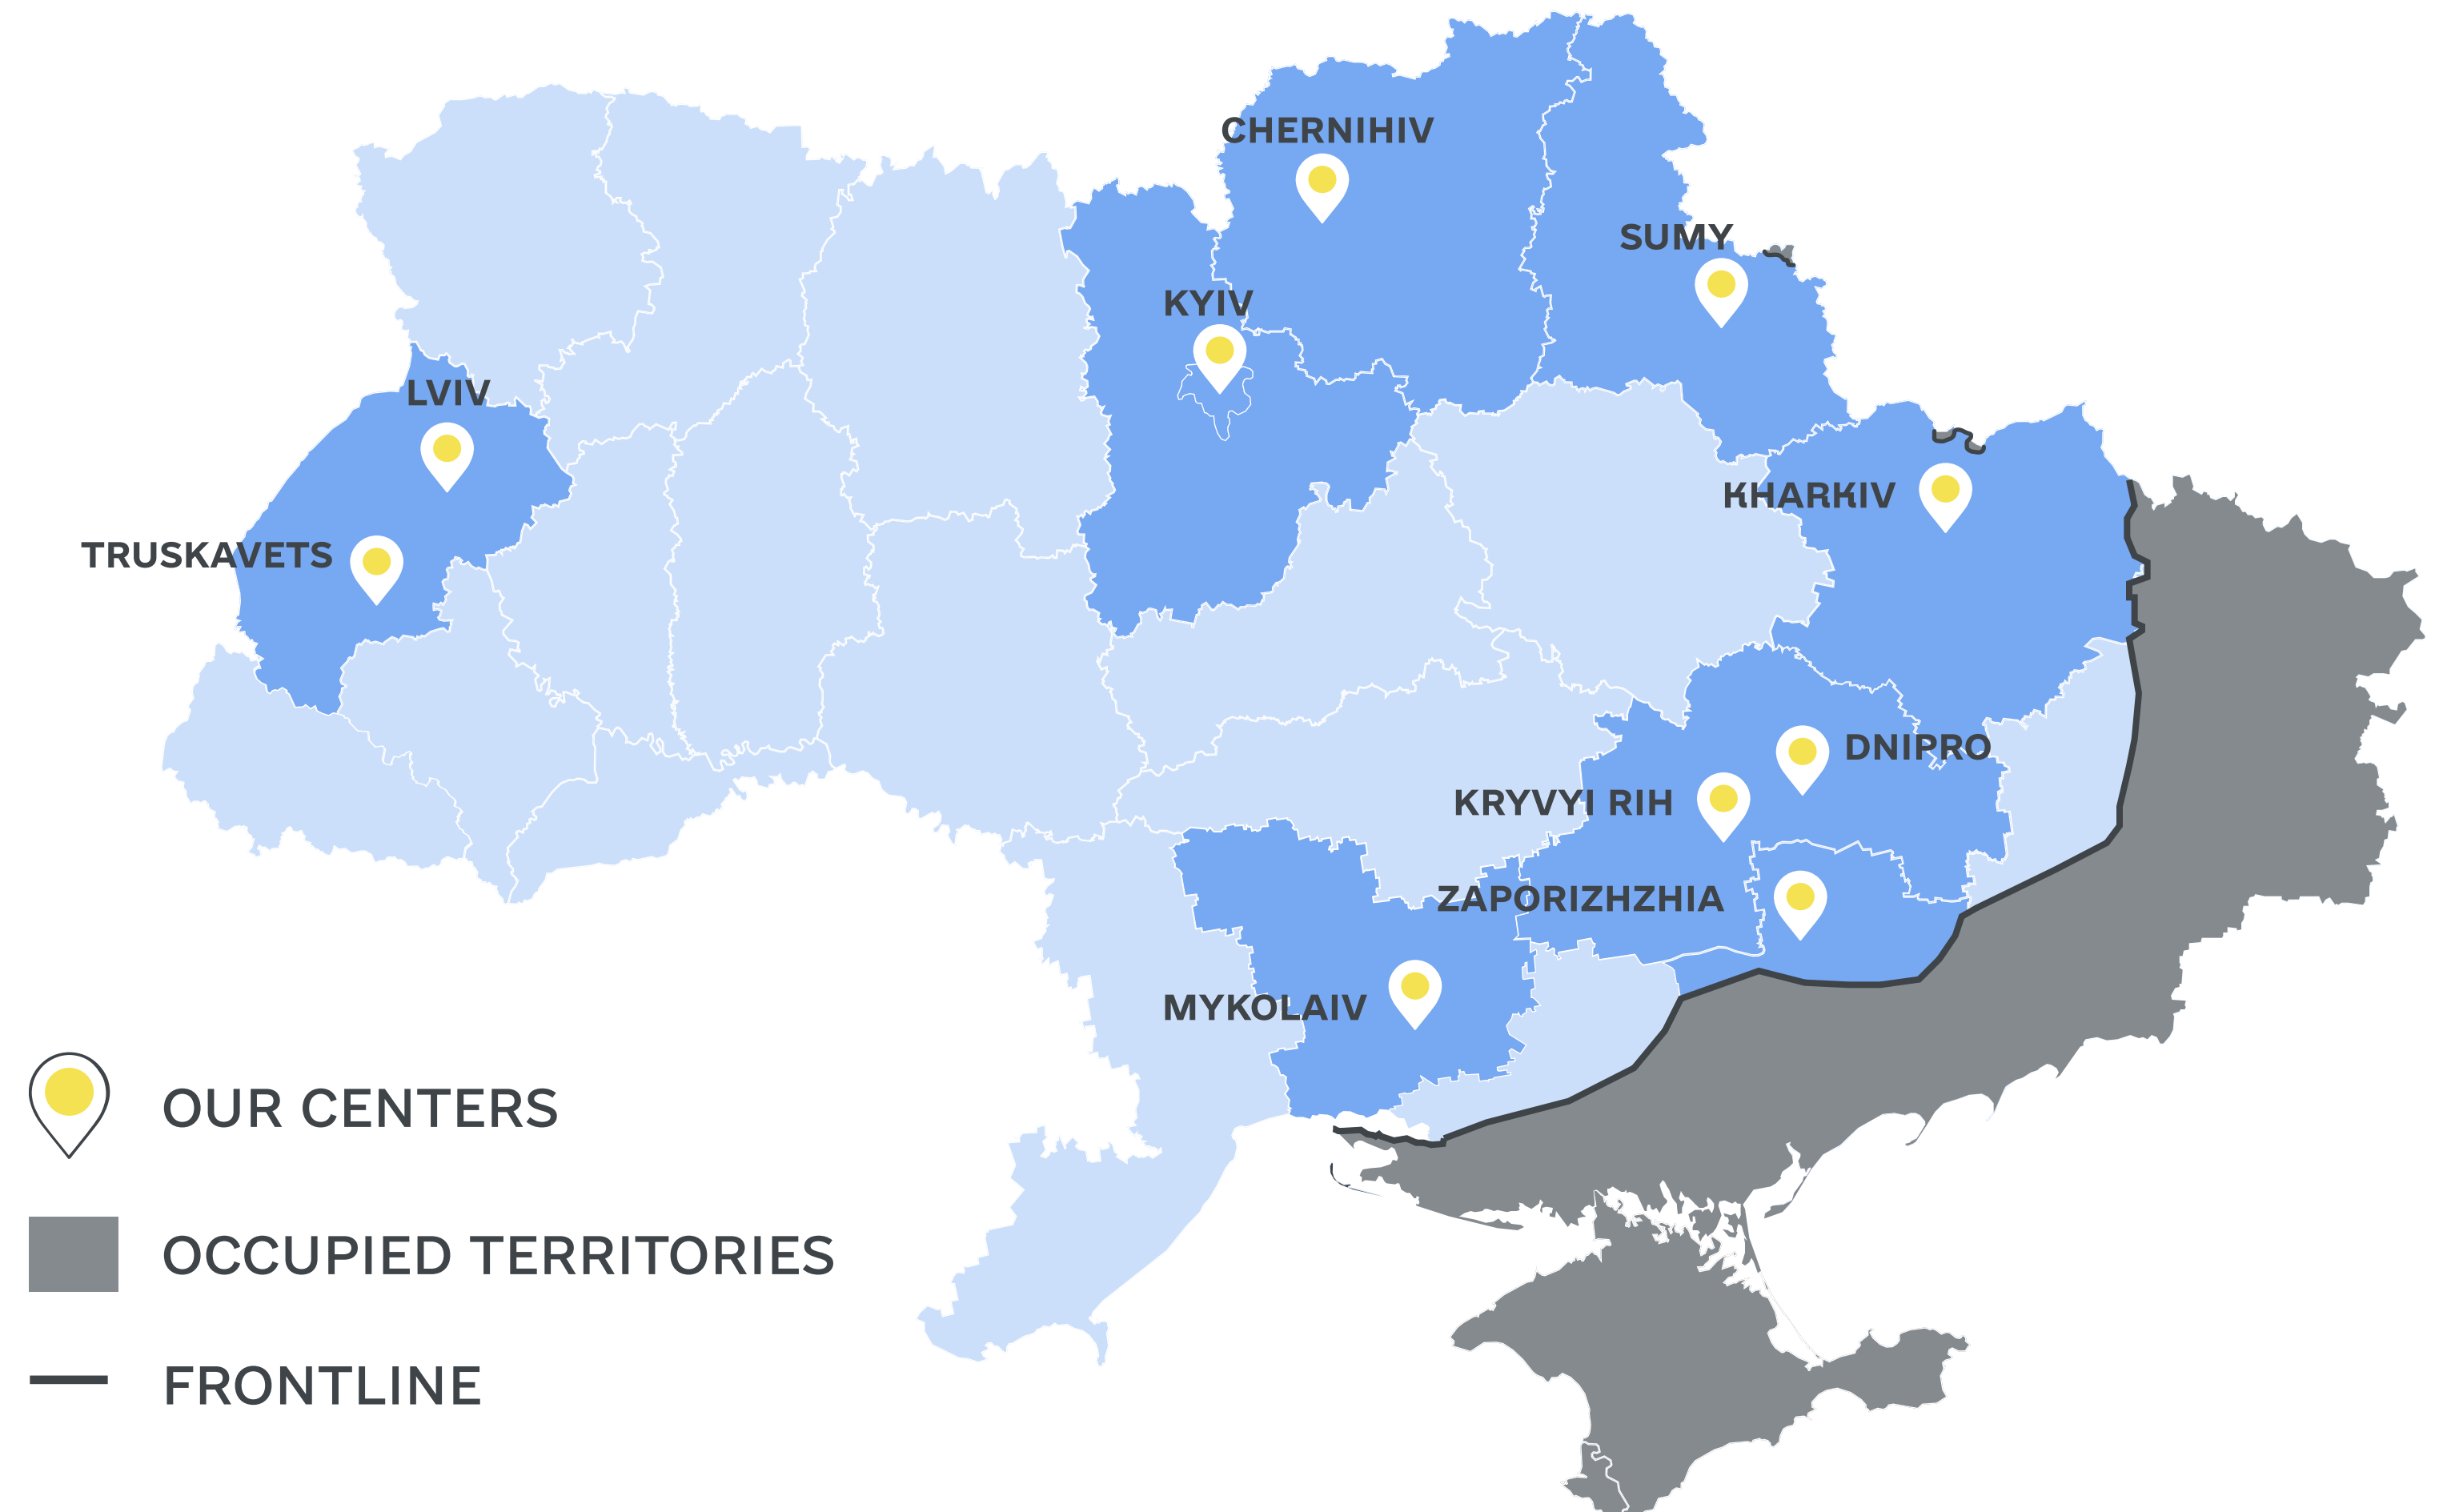 CHERNIHIV
SUMY
KYIV
LVIV
KHARKIV
TRUSKAVETS
DNIPRO
KRYVYI RIH
ZAPORIZHZHIA
MYKOLAIV
OUR CENTERS
OCCUPIED TERRITORIES
FRONTLINE